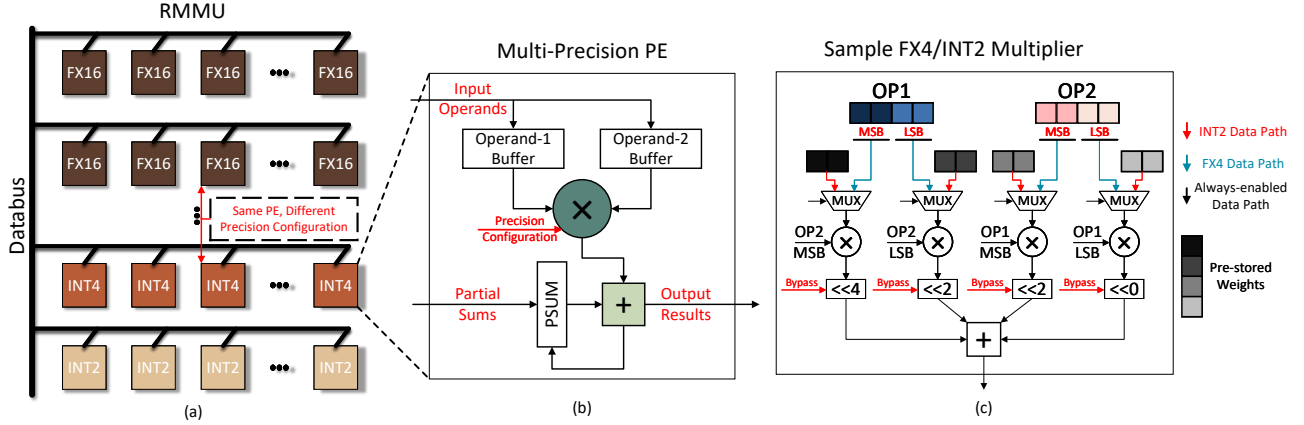 RMMU
Databus
FX16 FX16 FX16 FX16
FX16 FX16 FX16 FX16
Same PE, Different
Precision Configuration
INT4 INT4 INT4 INT4
INT2 INT2 INT2 INT2
(a)
Multi-Precision PE
Input
Operands
Operand-1
Buffer
Operand-2
Buffer
×
Precision
Configuration
Partial
Sums
PSUM
+
Output
Results
(b)
Sample FX4/INT2 Multiplier
OP1 OP2
MSB LSB MSB LSB
MUX MUX MUX MUX
OP2
MSB
×
OP2
LSB
×
OP1
MSB
×
OP1
LSB
×
Bypass <<4 Bypass <<2 Bypass <<2 Bypass <<0
+
(c)
INT2 Data Path
FX4 Data Path
Always-enabled
Data Path
Pre-stored
Weights